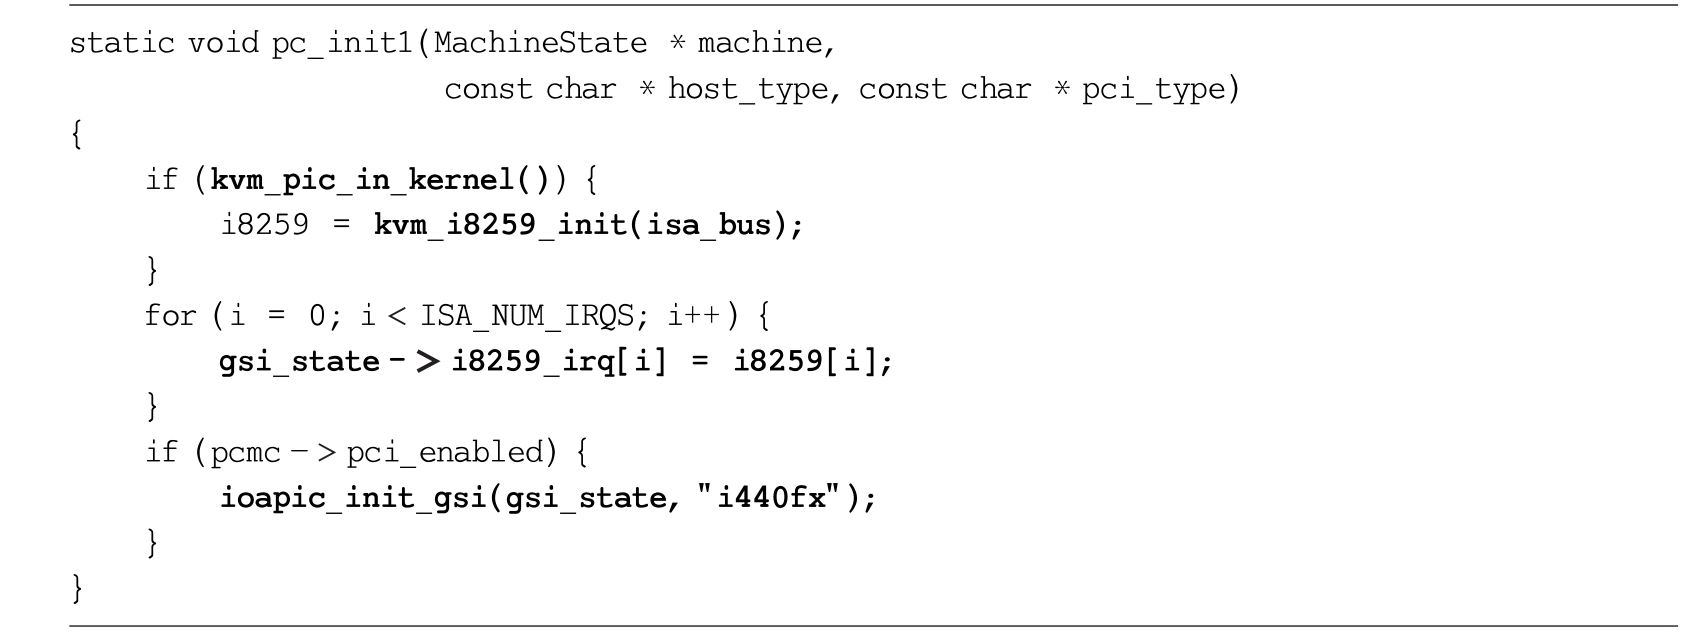 static void pc_init1(MachineState * machine,
const char * host_type, const char * pci_type)
{
if (kvm_pic_in_kernel()) {
i8259 = kvm_i8259_init(isa_bus);
}
for (i = 0; i < ISA_NUM_IRQS; i++) {
gsi_state -> i8259_irq[i] = i8259[i];
}
if (pcmc -> pci_enabled) {
ioapic_init_gsi(gsi_state, "i440fx");
}
}